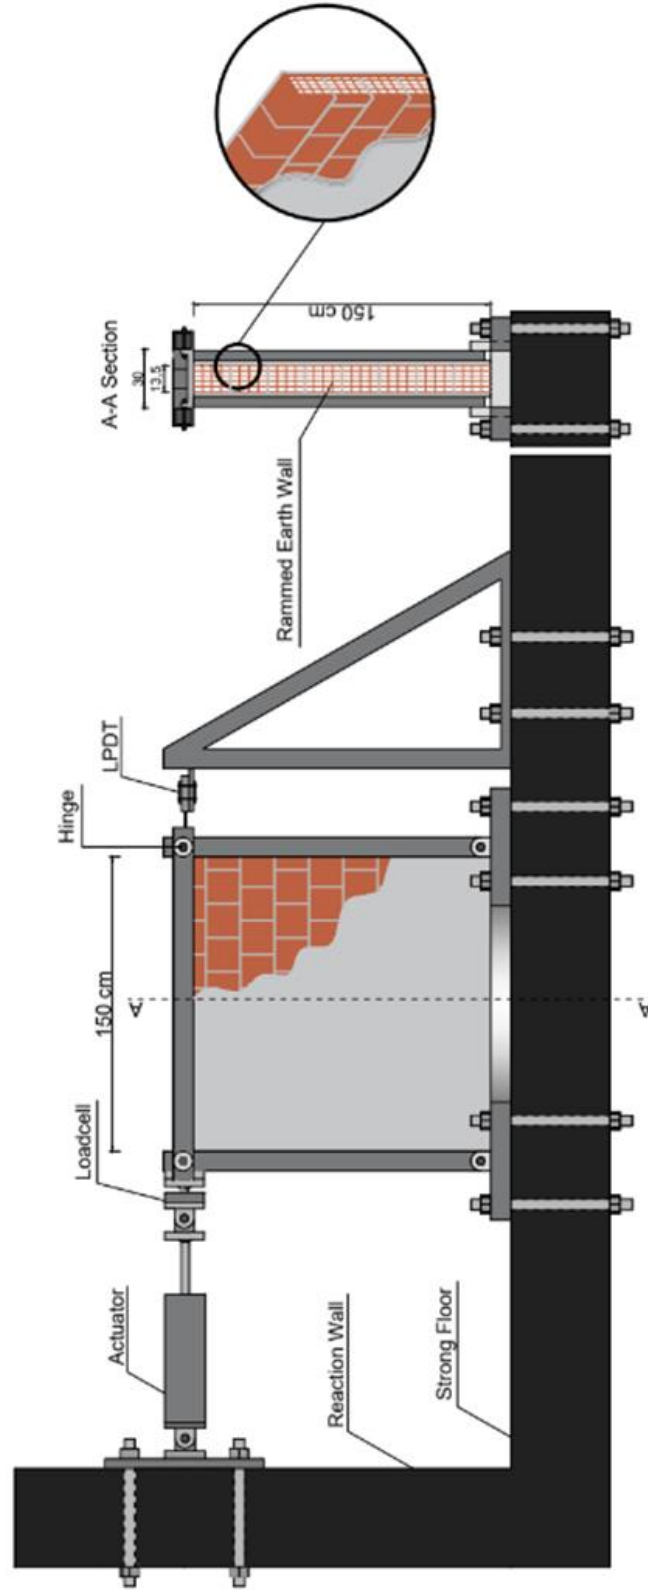 Actuator
Loadcell
150 cm
Hinge
LPDT
A
A
Reaction Wall
Strong Floor
Rammed Earth Wall
A-A Section
30
13.5
150 cm